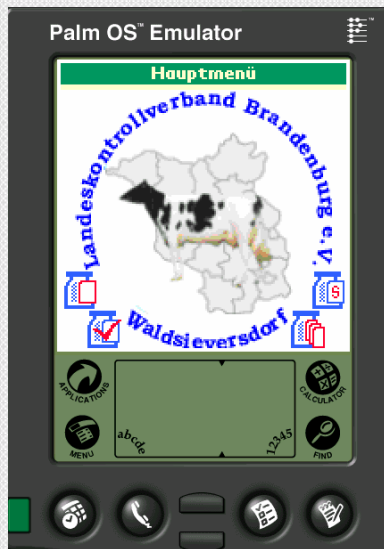 Palm OS™ Emulator
Hauptmenü
Landeskontrollverband Brandenburg e.V.
§
Waldsieversdorf
APPLICATIONS
CALCULATOR
MENU
abcde
12345
FIND